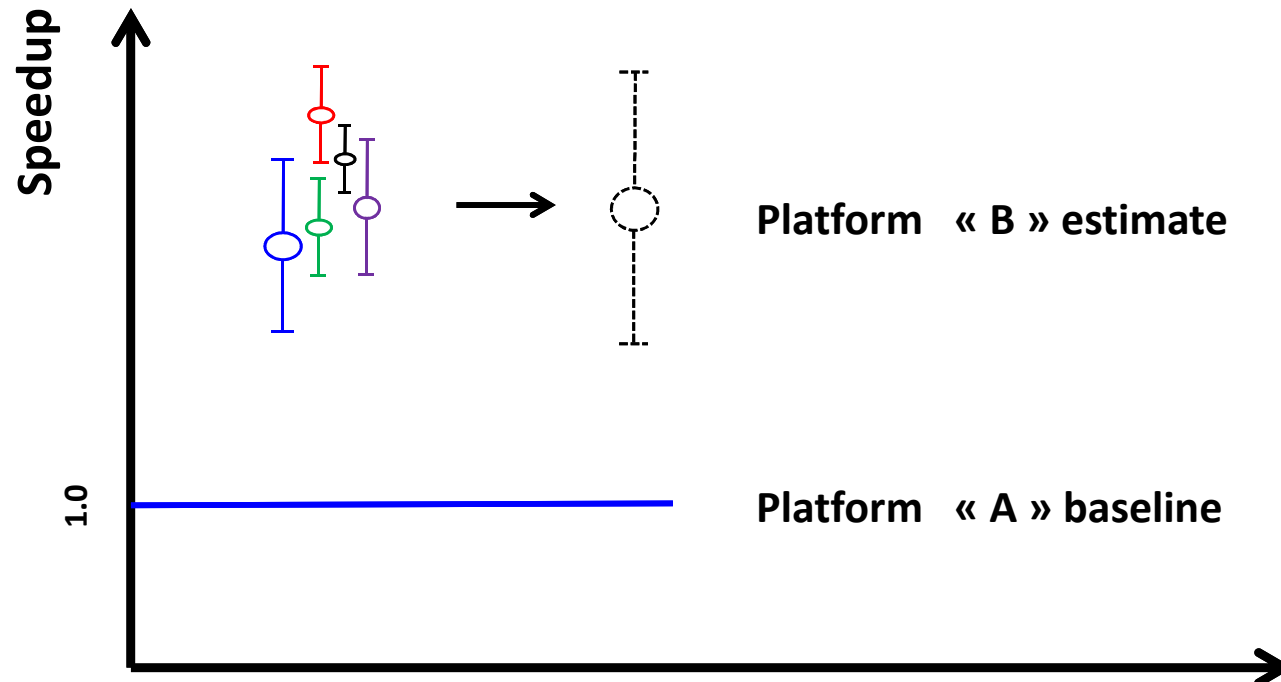 Speedup
Platform « B » estimate
1.0
Platform « A » baseline